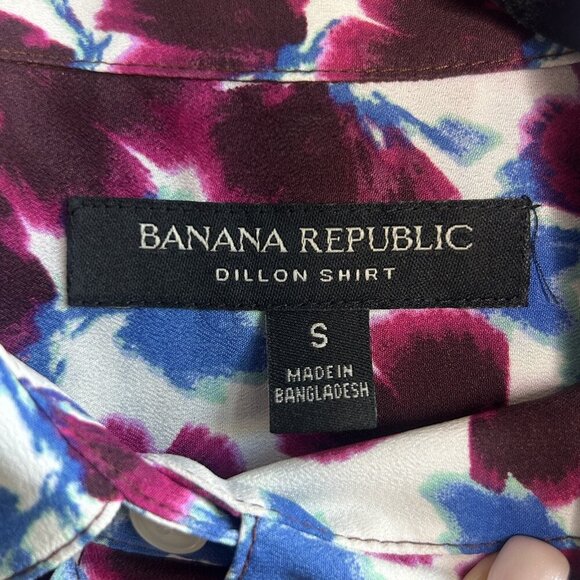 BANANA REPUBLIC
DILLON SHIRT
S
MADE IN
BANGLADESH